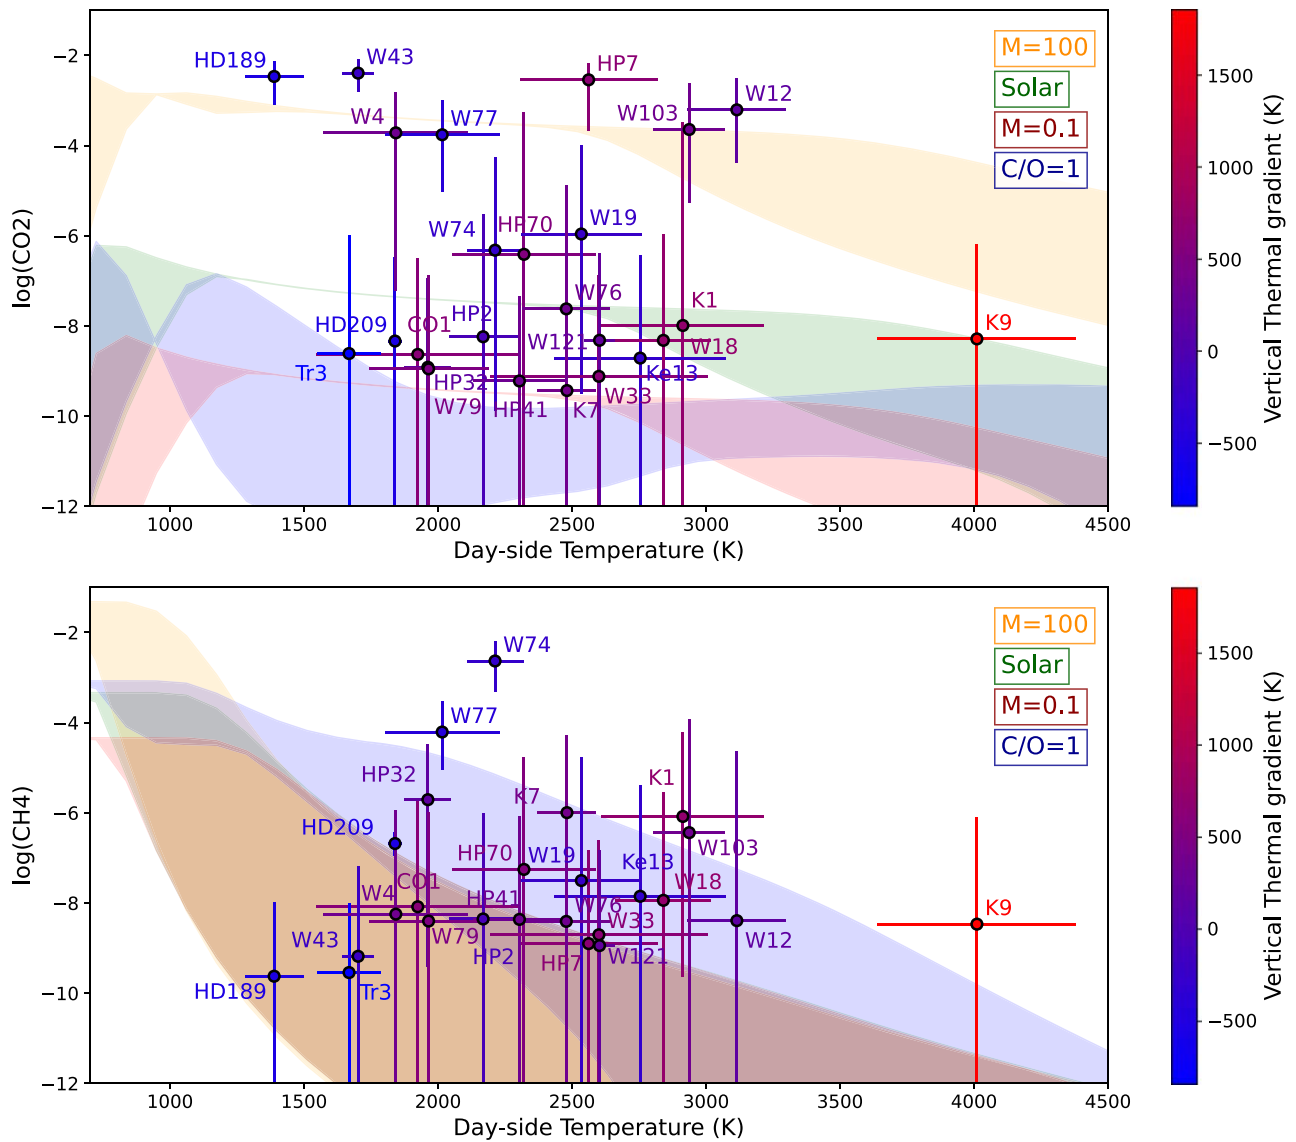 −2
−4
−6
−8
−10
−12
log(CO2)
HD189
W43
HP7
W12
W4
W77
W103
W74
HP70
W19
W76
K1
HD209
CO1
HP2
W121
W18
K9
Tr3
HP32
Ke13
W79
HP41
K7
W33
M=100
Solar
M=0.1
C/O=1
1000 1500 2000 2500 3000 3500 4000 4500
Day-side Temperature (K)
1500
1000
500
0
−500
Vertical Thermal gradient (K)
−2
−4
−6
−8
−10
−12
log(CH4)
W74
W77
HP32
K7
K1
HD209
W103
HP70
W19
Ke13
W4
CO1
W18
HP41
W76
W33
K9
W43
W79
HP2
HP7
W121
W12
HD189
Tr3
M=100
Solar
M=0.1
C/O=1
1000 1500 2000 2500 3000 3500 4000 4500
Day-side Temperature (K)
1500
1000
500
0
−500
Vertical Thermal gradient (K)